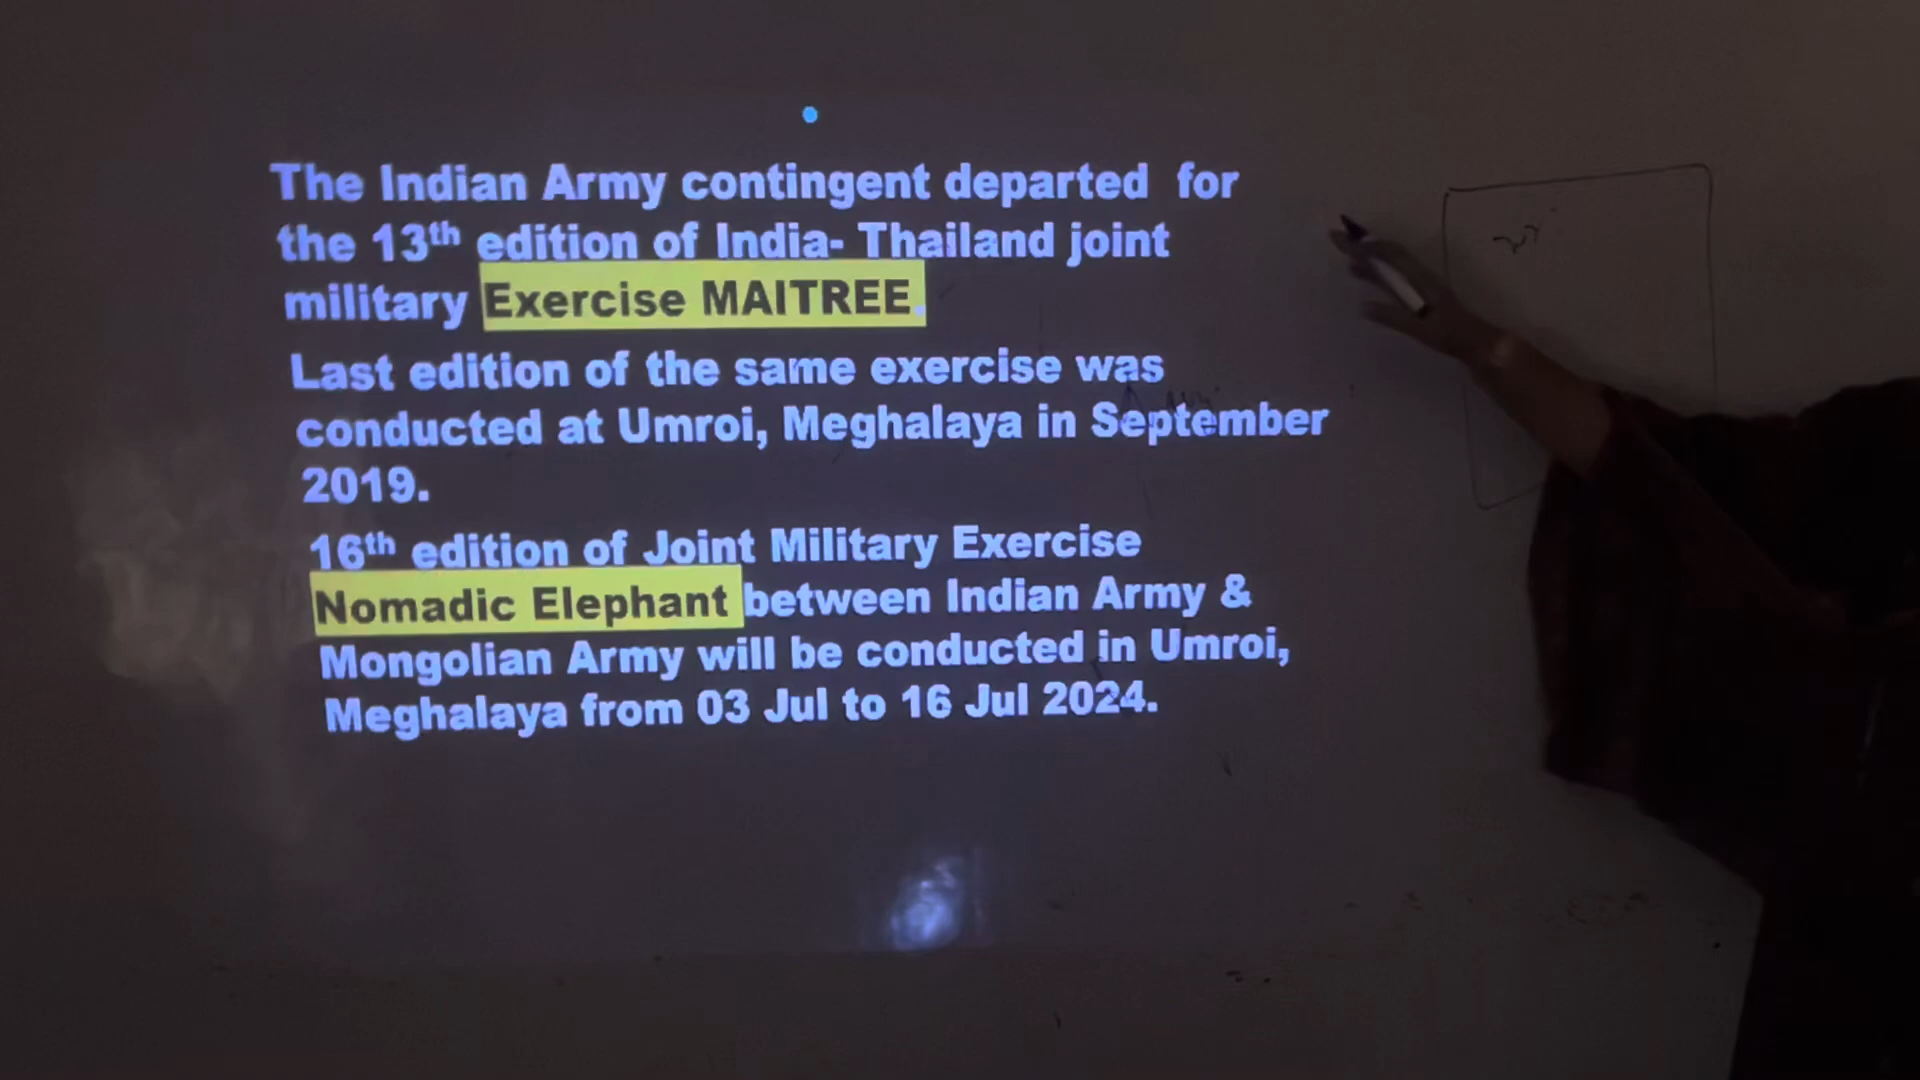 The Indian Army contingent departed for
the 13th edition of India- Thailand joint
military Exercise MAITREE.
Last edition of the same exercise was
conducted at Umroi, Meghalaya in September
2019.
16th edition of Joint Military Exercise
Nomadic Elephant between Indian Army &
Mongolian Army will be conducted in Umroi,
Meghalaya from 03 Jul to 16 Jul 2024.